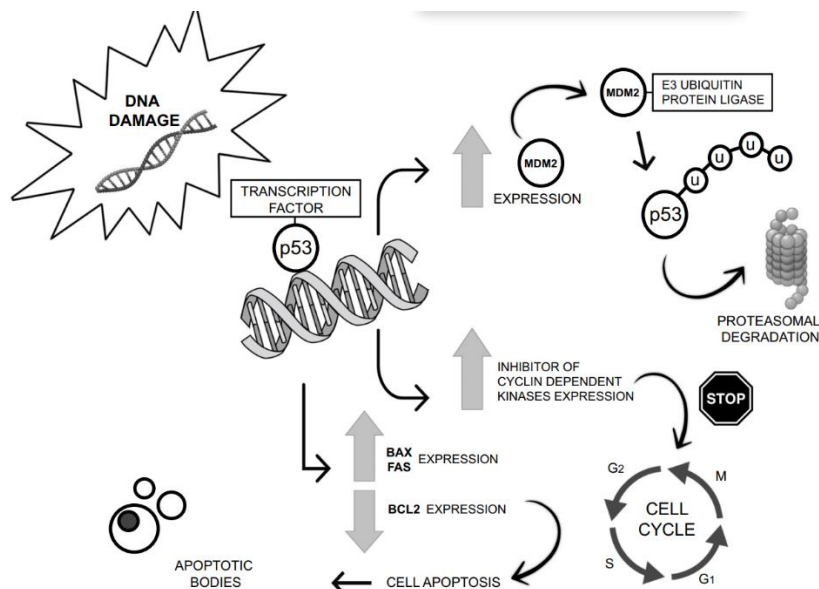 DNA
DAMAGE
TRANSCRIPTION
FACTOR
p53
EXPRESSION
MDM2
MDM2
E3 UBIQUITIN
PROTEIN LIGASE
p53
u
u
u
u
PROTEASOMAL
DEGRADATION
INHIBITOR OF
CYCLIN DEPENDENT
KINASES EXPRESSION
STOP
BAX
FAS EXPRESSION
BCL2 EXPRESSION
CELL APOPTOSIS
APOPTOTIC
BODIES
G2
M
CELL
CYCLE
S
G1